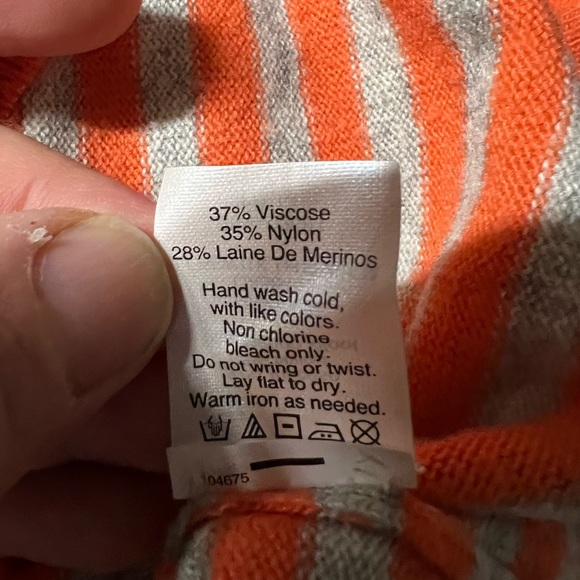 37% Viscose
35% Nylon
28% Laine De Merinos
Hand wash cold,
with like colors.
Non chlorine
bleach only.
Do not wring or twist.
Lay flat to dry.
Warm iron as needed.
04675